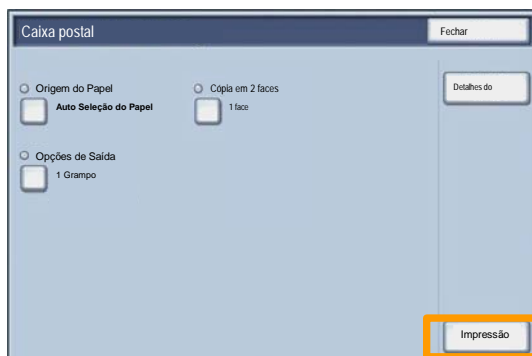 Caixa postal
Fechar
Origem do Papel
Auto Seleção do Papel
Cópia em 2 faces
1 face
Detalhes do
Opções de Saída
1 Grampo
Impressão